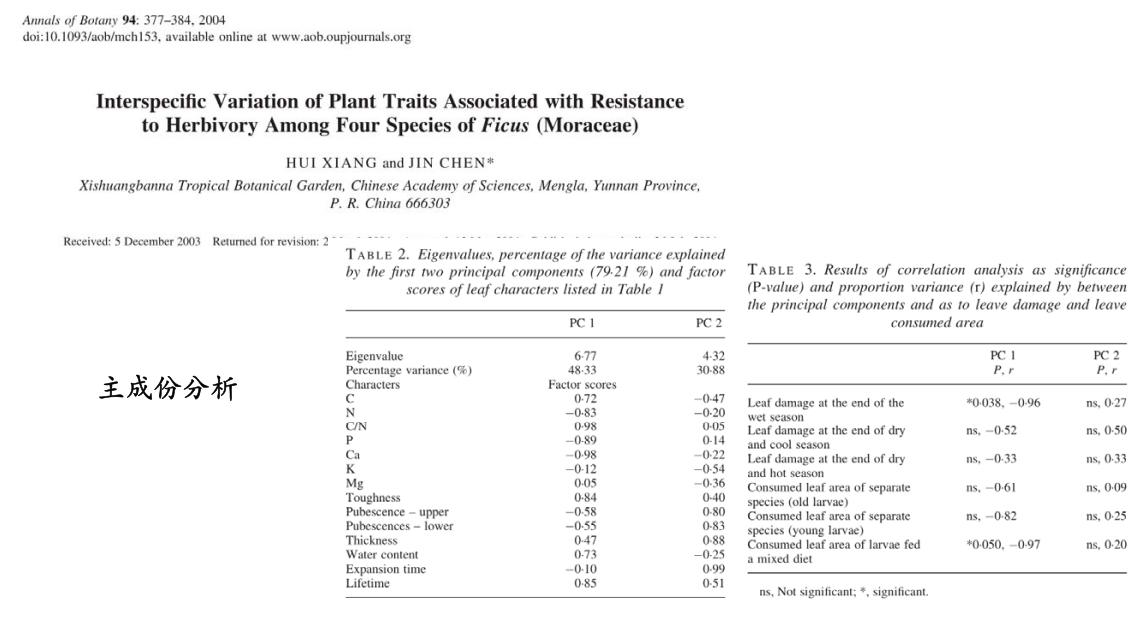 Annals of Botany 94: 377–384, 2004
doi:10.1093/aob/mch153, available online at www.aob.oupjournals.org
Interspecific Variation of Plant Traits Associated with Resistance
to Herbivory Among Four Species of Ficus (Moraceae)
HUI XIANG and JIN CHEN*
Xishuangbanna Tropical Botanical Garden, Chinese Academy of Sciences, Mengla, Yunnan Province,
P. R. China 666303
Received: 5 December 2003 Returned for revision: 2
主成份分析
TABLE 2. Eigenvalues, percentage of the variance explained
by the first two principal components (79·21 %) and factor
scores of leaf characters listed in Table 1
PC 1 PC 2
Eigenvalue 6·77 4·32
Percentage variance (%) 48·33 30·88
Characters Factor scores
C 0·72 −0·47
N −0·83 −0·20
C/N 0·98 0·05
P −0·89 0·14
Ca −0·98 −0·22
K −0·12 −0·54
Mg 0·05 −0·36
Toughness 0·84 0·40
Pubescence – upper −0·58 0·80
Pubescences – lower −0·55 0·83
Thickness 0·47 0·88
Water content 0·73 −0·25
Expansion time −0·10 0·99
Lifetime 0·85 0·51
TABLE 3. Results of correlation analysis as significance
(P-value) and proportion variance (r) explained by between
the principal components and as to leave damage and leave
consumed area
PC 1 PC 2
P, r P, r
Leaf damage at the end of the *0·038, −0·96 ns, 0·27
wet season
Leaf damage at the end of dry ns, −0·52 ns, 0·50
and cool season
Leaf damage at the end of dry ns, −0·33 ns, 0·33
and hot season
Consumed leaf area of separate ns, −0·61 ns, 0·09
species (old larvae)
Consumed leaf area of separate ns, −0·82 ns, 0·25
species (young larvae)
Consumed leaf area of larvae fed *0·050, −0·97 ns, 0·20
a mixed diet
ns, Not significant; *, significant.